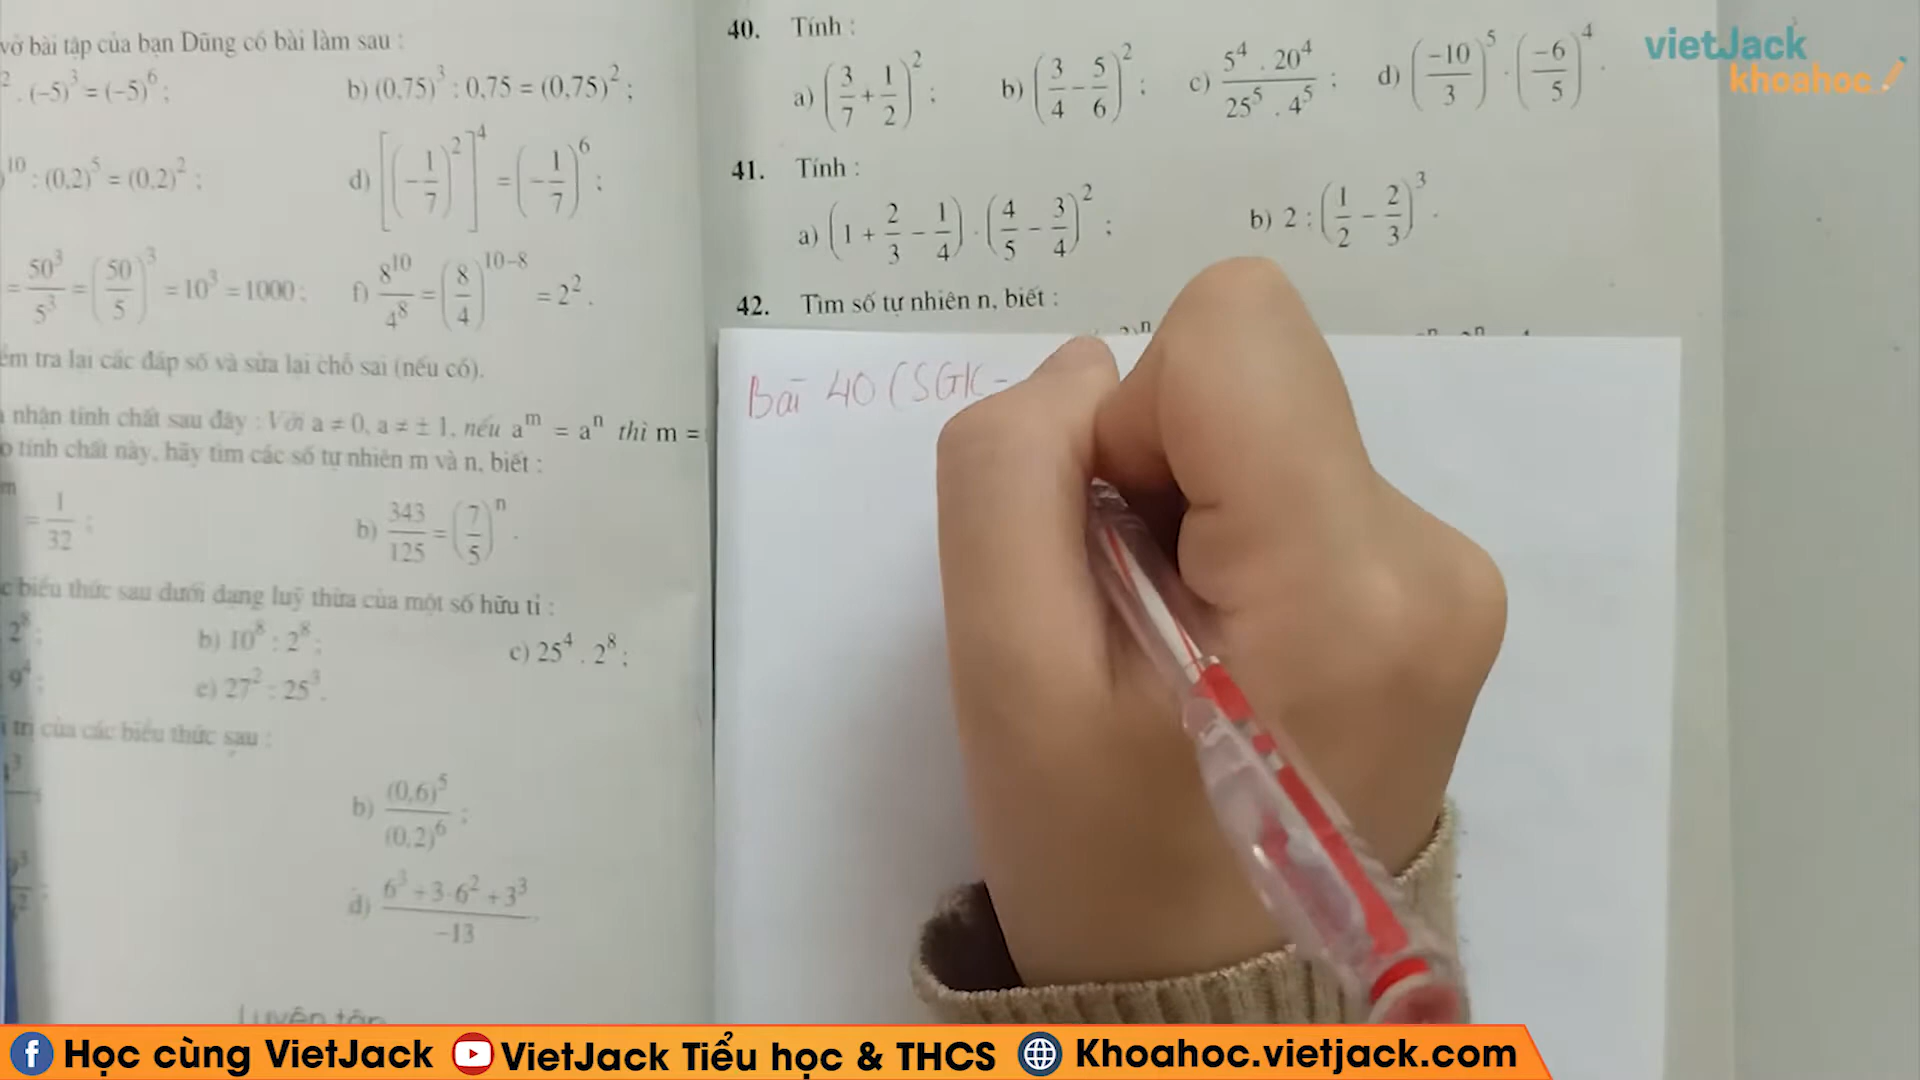 vở bài tập của bạn Dũng có bài làm sau :
2 . (−5)³ = (−5)⁶ ;
b) (0,75)³ : 0,75 = (0,75)² ;
10 : (0,2)⁵ = (0,2)² ;
d) [(−1/7)²]⁴ = (−1/7)⁶ ;
= 50³/5³ = (50/5)³ = 10³ = 1000 ;
f) 8¹⁰/4⁸ = (8/4)¹⁰⁻⁸ = 2² .
tra lại các đáp số và sửa lại chỗ sai (nếu có).
nhận tính chất sau đây : Với a ≠ 0, a ≠ ± 1, nếu aᵐ = aⁿ thì m =
tính chất này, hãy tìm các số tự nhiên m và n, biết :
m = 1/32 ;
b) 343/125 = (7/5)ⁿ .
biểu thức sau dưới dạng luỹ thừa của một số hữu tỉ :
2⁸ ;
b) 10⁸ : 2⁸ ;
c) 25⁴ . 2⁸ ;
9⁴ ;
e) 27² : 25³.
trị của các biểu thức sau :
b) (0,6)⁵/(0,2)⁶ ;
d) (6³ + 3.6² + 3³)/−13 .
Luyện tập
40. Tính :
a) (3/7 + 1/2)² ;
b) (3/4 − 5/6)² ;
c) (5⁴ . 20⁴)/(25⁵ . 4⁵) ;
d) (−10/3)⁵ . (−6/5)⁴ .
41. Tính :
a) (1 + 2/3 − 1/4) . (4/5 − 3/4)² ;
b) 2 : (1/2 − 2/3)³ .
42. Tìm số tự nhiên n, biết :
Bài 40 (SGK -
vietJack
khoahoc
Học cùng VietJack
VietJack Tiểu học & THCS
Khoahoc.vietjack.com